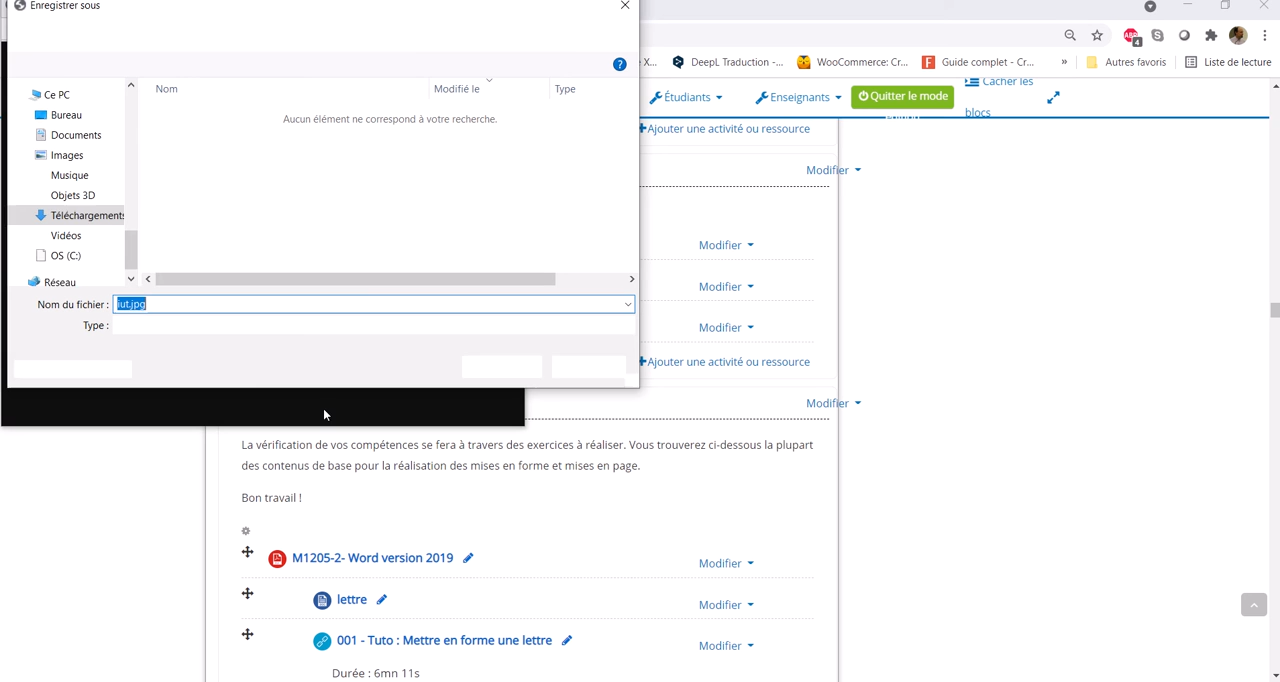 Enregistrer sous
X...
DeepL Traduction -...
WooCommerce: Cr...
Guide complet - Cr...
»
Autres favoris
Liste de lecture
ABP
4
?
Nom
Modifié le
Type
Aucun élément ne correspond à votre recherche.
Ce PC
Bureau
Documents
Images
Musique
Objets 3D
Téléchargements
Vidéos
OS (C:)
Réseau
Nom du fichier :
iut.jpg
Type :
Étudiants
Enseignants
Quitter le mode
édition
Cacher les
blocs
Ajouter une activité ou ressource
Modifier
Modifier
Modifier
Modifier
Ajouter une activité ou ressource
Modifier
La vérification de vos compétences se fera à travers des exercices à réaliser. Vous trouverez ci-dessous la plupart
des contenus de base pour la réalisation des mises en forme et mises en page.
Bon travail !
M1205-2- Word version 2019
Modifier
lettre
Modifier
001 - Tuto : Mettre en forme une lettre
Modifier
Durée : 6mn 11s